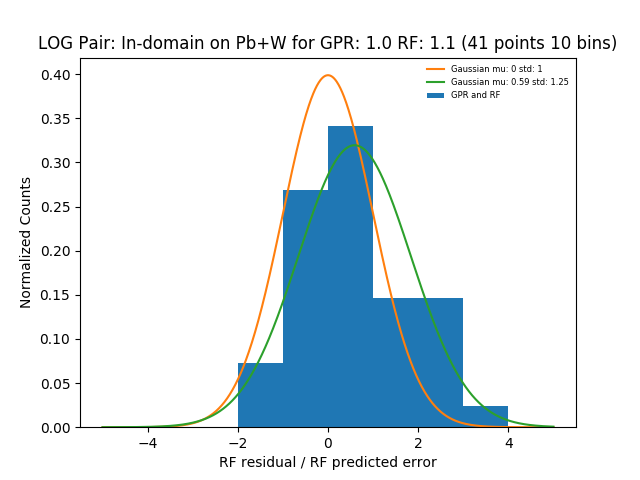 LOG Pair: In-domain on Pb+W for GPR: 1.0 RF: 1.1 (41 points 10 bins)
Gaussian mu: 0 std: 1
Gaussian mu: 0.59 std: 1.25
GPR and RF
Normalized Counts
0.40
0.35
0.30
0.25
0.20
0.15
0.10
0.05
0.00
−4
−2
0
2
4
RF residual / RF predicted error